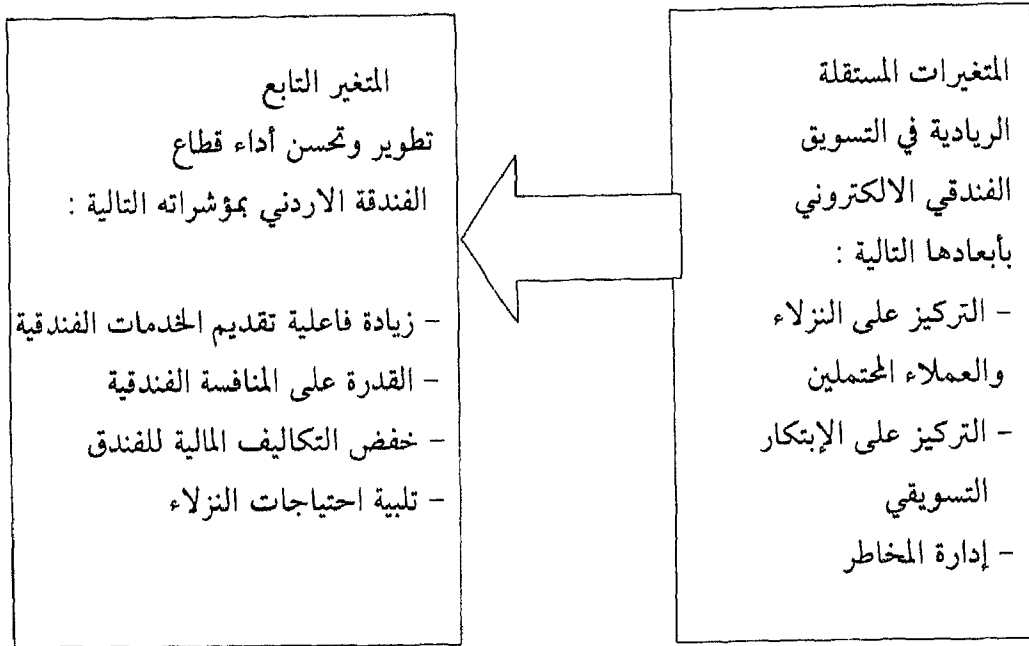 المتغيرات المستقلة
الريادية في التسويق
الفندقي الالكتروني
بأبعادها التالية :
– التركيز على النزلاء
والعملاء المحتملين
– التركيز على الإبتكار
التسويقي
– إدارة المخاطر
المتغير التابع
تطوير وتحسن أداء قطاع
الفندقة الاردني بمؤشراته التالية :
– زيادة فاعلية تقديم الخدمات الفندقية
– القدرة على المنافسة الفندقية
– خفض التكاليف المالية للفندق
– تلبية احتياجات النزلاء